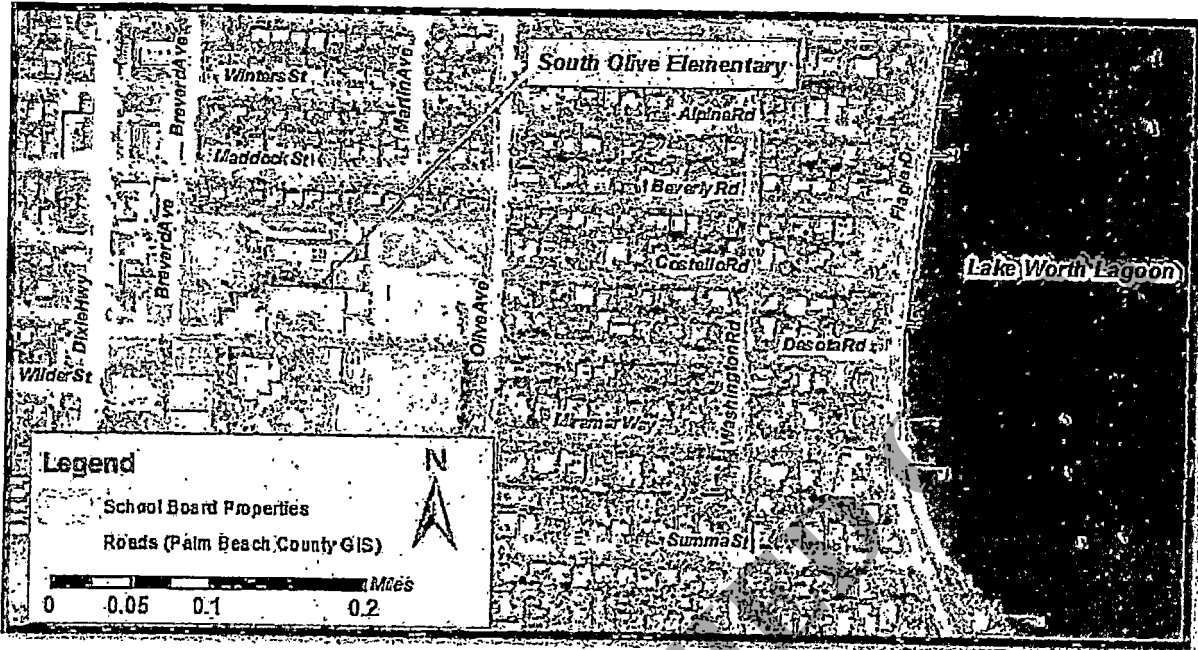 South Olive Elementary
Winters St
Brevard Ave
Marlin Ave
Alpina Rd
Maddock St
Flagler Dr
Beverly Rd
Brevard Ave
Costello Rd
Lake Worth Lagoon
Dixie Hwy
Olive Ave
Washington Rd
Desota Rd
Wilder St
Miramar Way
Legend
N
School Board Properties
Roads (Palm Beach County GIS)
Summa St
Miles
0 0.05 0.1 0.2